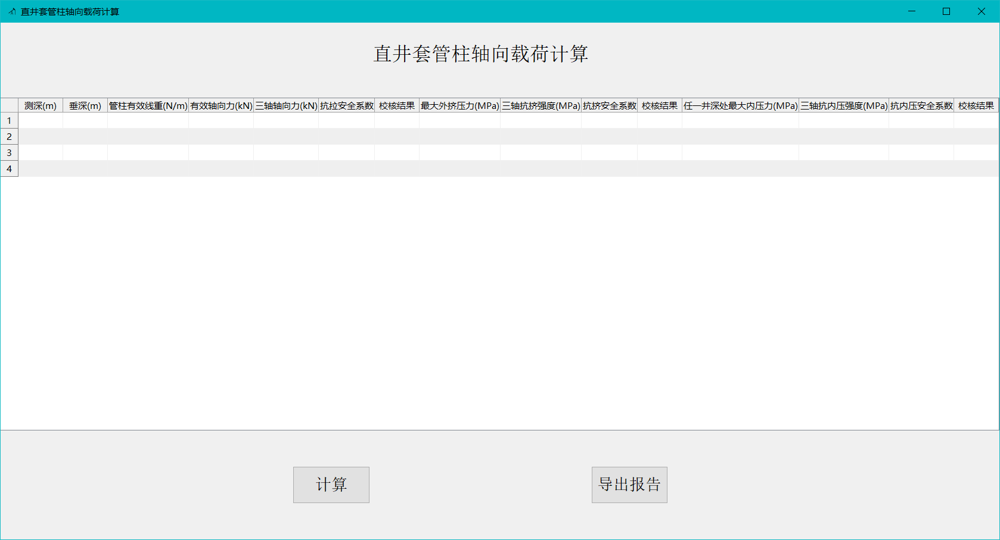 直井套管柱轴向载荷计算
直井套管柱轴向载荷计算
测深(m) 垂深(m) 管柱有效线重(N/m) 有效轴向力(kN) 三轴轴向力(kN) 抗拉安全系数 校核结果 最大外挤压力(MPa) 三轴抗挤强度(MPa) 抗挤安全系数 校核结果 任一井深处最大内压力(MPa) 三轴抗内压强度(MPa) 抗内压安全系数 校核结果
1
2
3
4
计算 导出报告